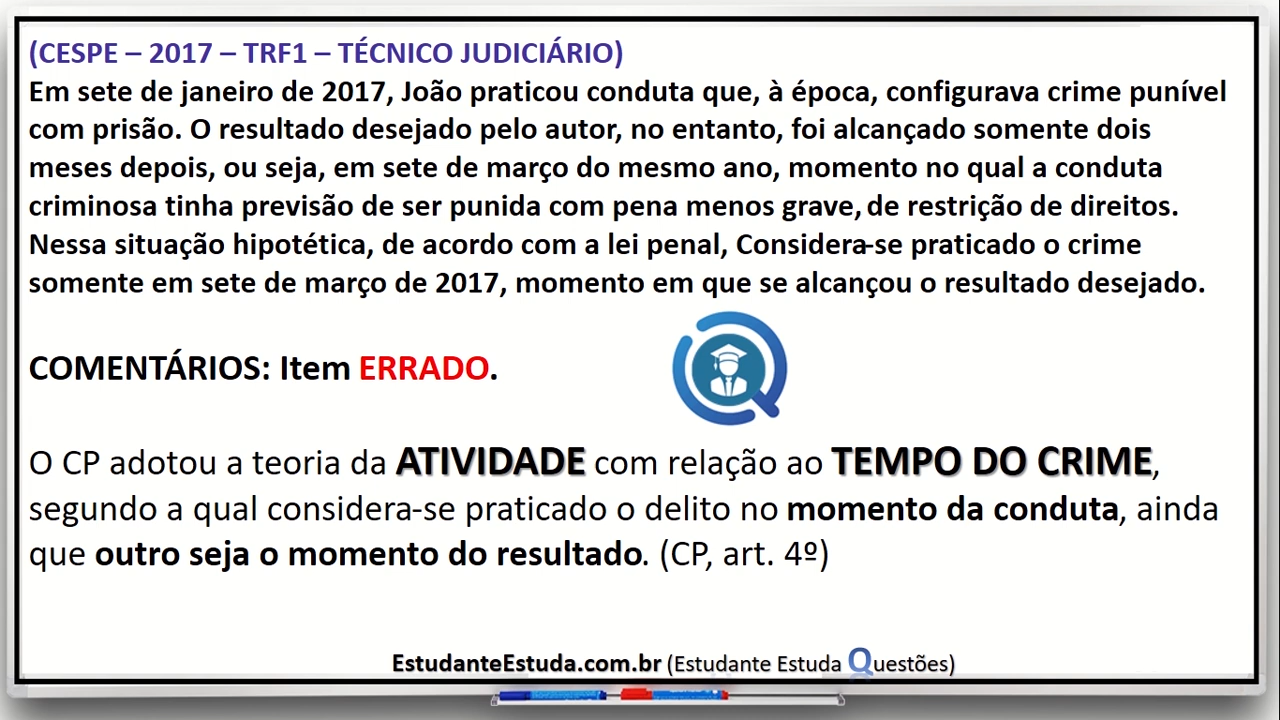 (CESPE – 2017 – TRF1 – TÉCNICO JUDICIÁRIO)
Em sete de janeiro de 2017, João praticou conduta que, à época, configurava crime punível
com prisão. O resultado desejado pelo autor, no entanto, foi alcançado somente dois
meses depois, ou seja, em sete de março do mesmo ano, momento no qual a conduta
criminosa tinha previsão de ser punida com pena menos grave, de restrição de direitos.
Nessa situação hipotética, de acordo com a lei penal, Considera-se praticado o crime
somente em sete de março de 2017, momento em que se alcançou o resultado desejado.
COMENTÁRIOS: Item ERRADO.
O CP adotou a teoria da ATIVIDADE com relação ao TEMPO DO CRIME,
segundo a qual considera-se praticado o delito no momento da conduta, ainda
que outro seja o momento do resultado. (CP, art. 4º)
EstudanteEstuda.com.br (Estudante Estuda Questões)